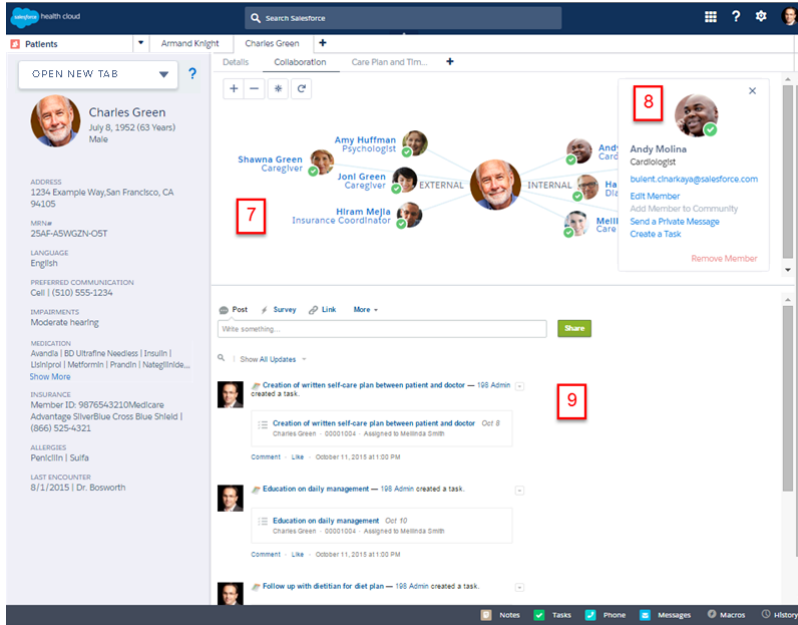 salesforce health cloud
Search Salesforce
Patients
Armand Knight
Charles Green
Details
Collaboration
Care Plan and Tim...
OPEN NEW TAB
?
Charles Green
July 8, 1952 (63 Years)
Male
ADDRESS
1234 Example Way,San Francisco, CA
94105
MRN#
25AF-A5WGZN-O5T
LANGUAGE
English
PREFERRED COMMUNICATION
Cell | (510) 555-1234
IMPAIRMENTS
Moderate hearing
MEDICATION
Avandia | BD Ultrafine Needless | Insulin |
Lisiniprol | Metformin | Prandin | Nateglinide,...
Show More
INSURANCE
Member ID: 9876543210Medicare
Advantage SilverBlue Cross Blue Shield |
(866) 525-4321
ALLERGIES
Penicilin | Sulfa
LAST ENCOUNTER
8/1/2015 | Dr. Bosworth
Amy Huffman
Psychologist
Shawna Green
Caregiver
Joni Green
Caregiver
Hiram Mejia
Insurance Coordinator
EXTERNAL
INTERNAL
7
And
Card
Ha
Dia
Meli
Care
8
Andy Molina
Cardiologist
bulent.cinarkaya@salesforce.com
Edit Member
Add Member to Community
Send a Private Message
Create a Task
Remove Member
Post
Survey
Link
More
Write something...
Share
Show All Updates
9
Creation of written self-care plan between patient and doctor — 198 Admin
created a task.
Creation of written self-care plan between patient and doctor Oct 8
Charles Green · 00001004 · Assigned to Mellinda Smith
Comment · Like · October 11, 2015 at 1:00 PM
Education on daily management — 198 Admin created a task.
Education on daily management Oct 10
Charles Green · 00001004 · Assigned to Mellinda Smith
Comment · Like · October 11, 2015 at 1:00 PM
Follow up with dietitian for diet plan — 198 Admin created a task.
Notes
Tasks
Phone
Messages
Macros
History